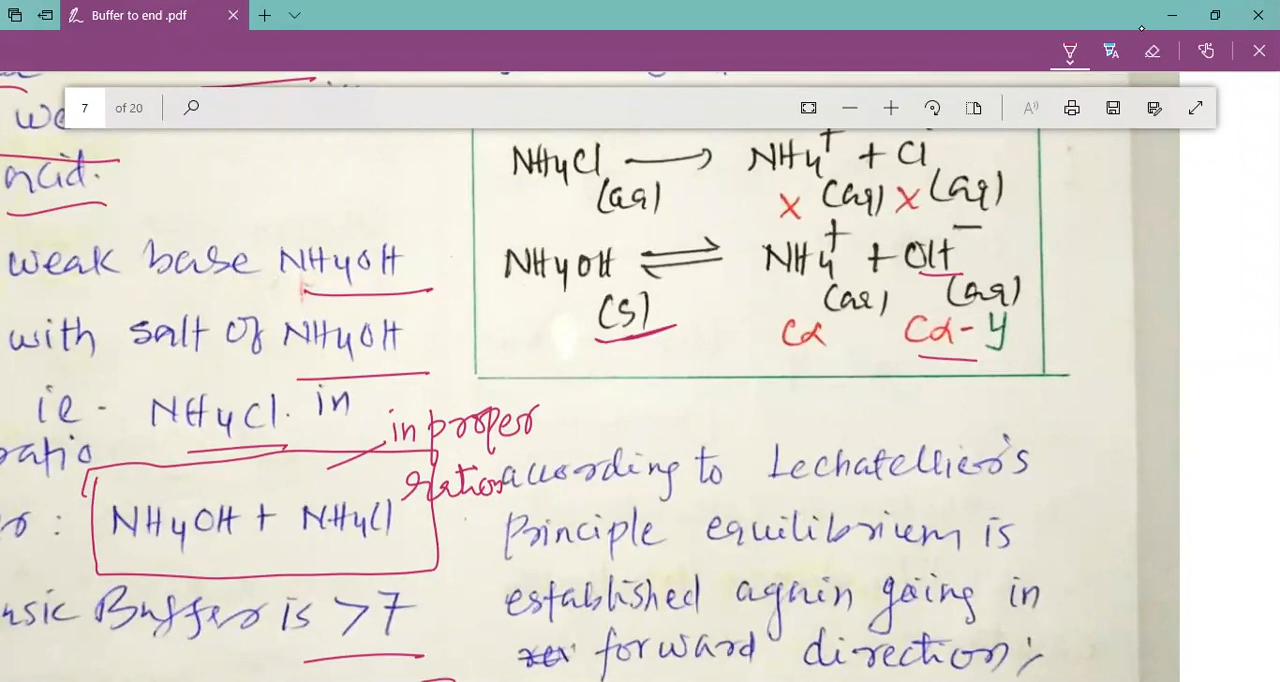 Buffer to end .pdf
7 of 20
we
acid.
weak base NH4OH
with salt of NH4OH
ie - NH4Cl. in
in proper
ratio
ration
NH4OH + NH4Cl
Buffer is >7
NH4Cl ⟶ NH4+ + Cl
(aq) x (aq) x (aq)
NH4OH ⇌ NH4+ + OH-
(s) (aq) (aq)
Cα Cα-y
according to Lechatellier's
Principle equilibrium is
established again going in
forward direction;